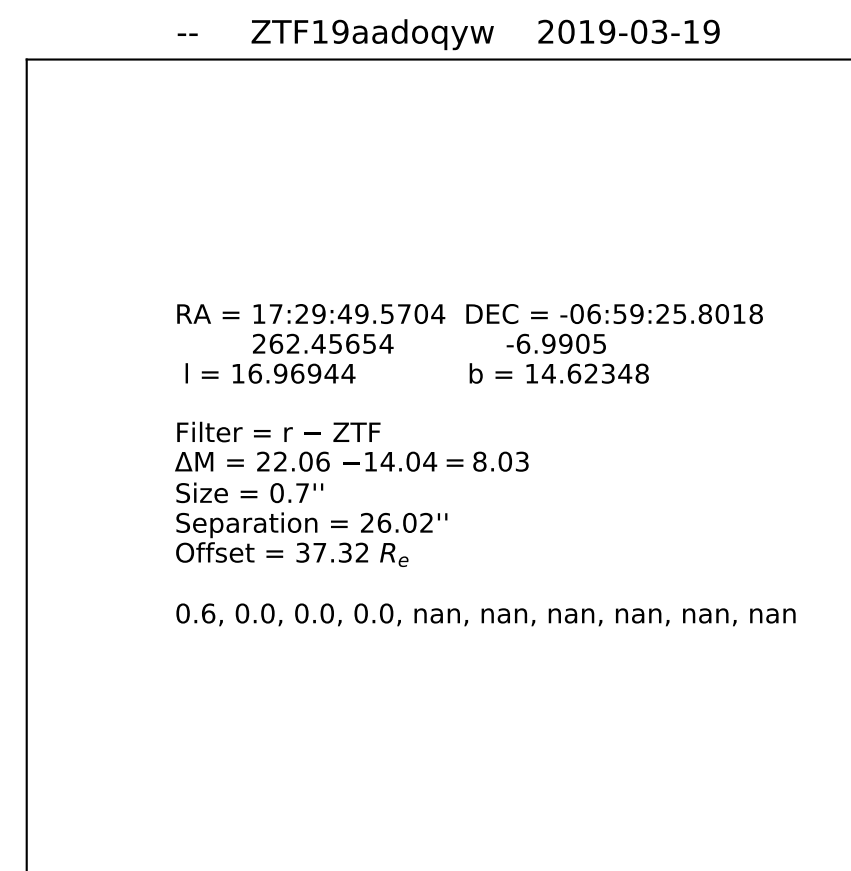 -- ZTF19aadoqyw 2019-03-19
RA = 17:29:49.5704 DEC = -06:59:25.8018
262.45654 -6.9905
l = 16.96944 b = 14.62348
Filter = r − ZTF
ΔM = 22.06 −14.04 = 8.03
Size = 0.7''
Separation = 26.02''
Offset = 37.32 Rₑ
0.6, 0.0, 0.0, 0.0, nan, nan, nan, nan, nan, nan